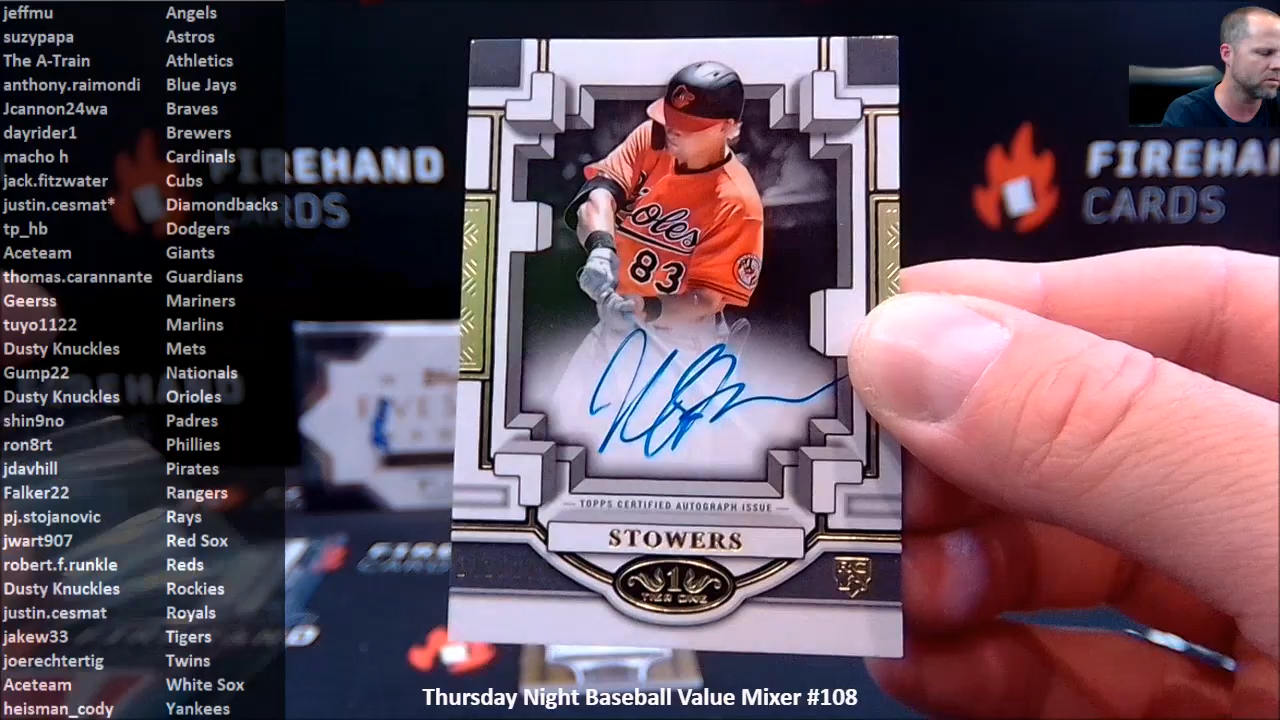 jeffmu Angels
suzypapa Astros
The A-Train Athletics
anthony.raimondi Blue Jays
Jcannon24wa Braves
dayrider1 Brewers
macho h Cardinals
jack.fitzwater Cubs
justin.cesmat* Diamondbacks
tp_hb Dodgers
Aceteam Giants
thomas.carannante Guardians
Geerss Mariners
tuyo1122 Marlins
Dusty Knuckles Mets
Gump22 Nationals
Dusty Knuckles Orioles
shin9no Padres
ron8rt Phillies
jdavhill Pirates
Falker22 Rangers
pj.stojanovic Rays
jwart907 Red Sox
robert.f.runkle Reds
Dusty Knuckles Rockies
justin.cesmat Royals
jakew33 Tigers
joerechtertig Twins
Aceteam White Sox
heisman_cody Yankees
FIREHAND
CARDS
FIREHA
CARDS
ioles
83
TOPPS CERTIFIED AUTOGRAPH ISSUE
STOWERS
1
TIER ONE
RC
Thursday Night Baseball Value Mixer #108